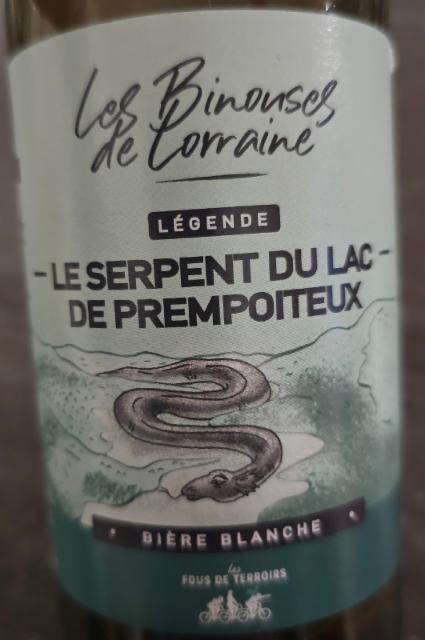 Les Binouses
de Lorraine
LÉGENDE
- LE SERPENT DU LAC -
DE PREMPOITEUX
BIÈRE BLANCHE
les
FOUS DE TERROIRS